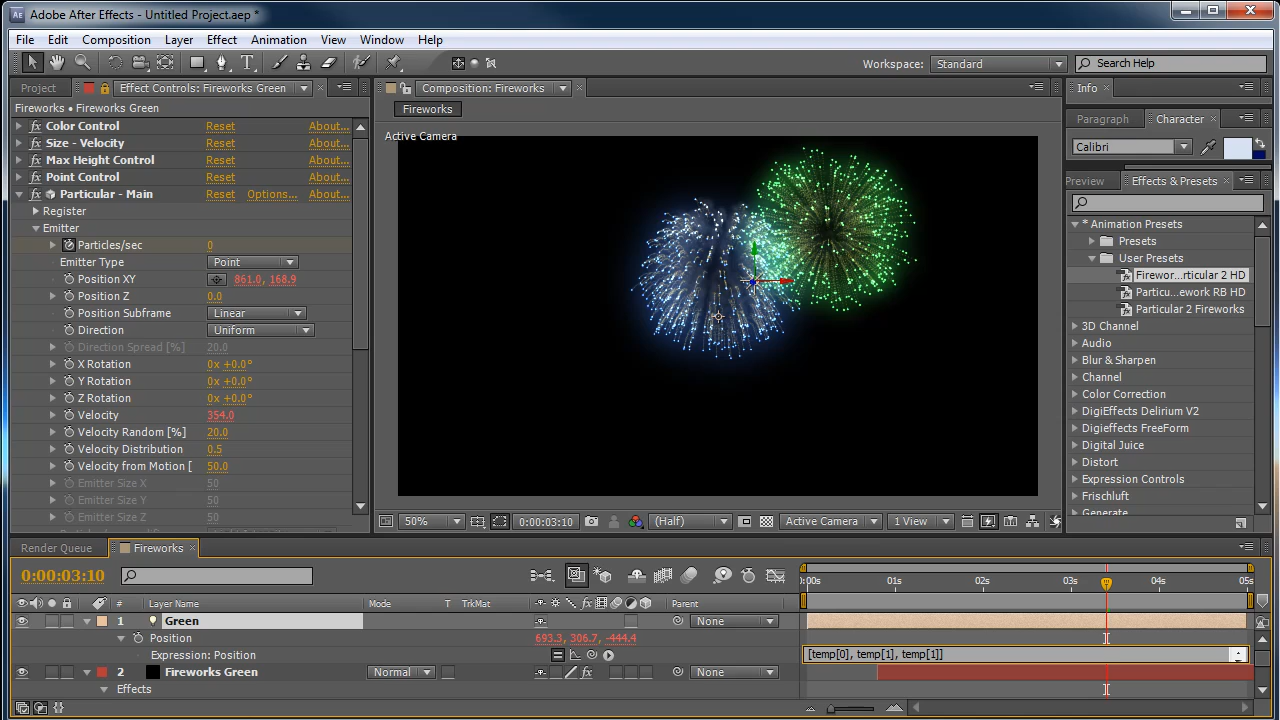 Adobe After Effects - Untitled Project.aep *
File Edit Composition Layer Effect Animation View Window Help
Workspace: Standard Search Help
Project Effect Controls: Fireworks Green
Fireworks • Fireworks Green
Color Control Reset About...
Size - Velocity Reset About...
Max Height Control Reset About...
Point Control Reset About...
Particular - Main Reset Options... About...
Register
Emitter
Particles/sec 0
Emitter Type Point
Position XY 861.0, 168.9
Position Z 0.0
Position Subframe Linear
Direction Uniform
Direction Spread [%] 20.0
X Rotation 0x +0.0°
Y Rotation 0x +0.0°
Z Rotation 0x +0.0°
Velocity 354.0
Velocity Random [%] 20.0
Velocity Distribution 0.5
Velocity from Motion [ 50.0
Emitter Size X 50
Emitter Size Y 50
Emitter Size Z 50
Composition: Fireworks
Fireworks
Active Camera
50% 0:00:03:10 (Half) Active Camera 1 View
Info
Paragraph Character
Calibri
Preview Effects & Presets
* Animation Presets
Presets
User Presets
Firewor...rticular 2 HD
Particu...ework RB HD
Particular 2 Fireworks
3D Channel
Audio
Blur & Sharpen
Channel
Color Correction
DigiEffects Delirium V2
Digieffects FreeForm
Digital Juice
Distort
Expression Controls
Frischluft
Generate
Render Queue Fireworks
0:00:03:10
0:00s 01s 02s 03s 04s 05s
# Layer Name Mode T TrkMat Parent
1 Green None
Position 693.3, 306.7, -444.4
Expression: Position [temp[0], temp[1], temp[1]]
2 Fireworks Green Normal None
Effects